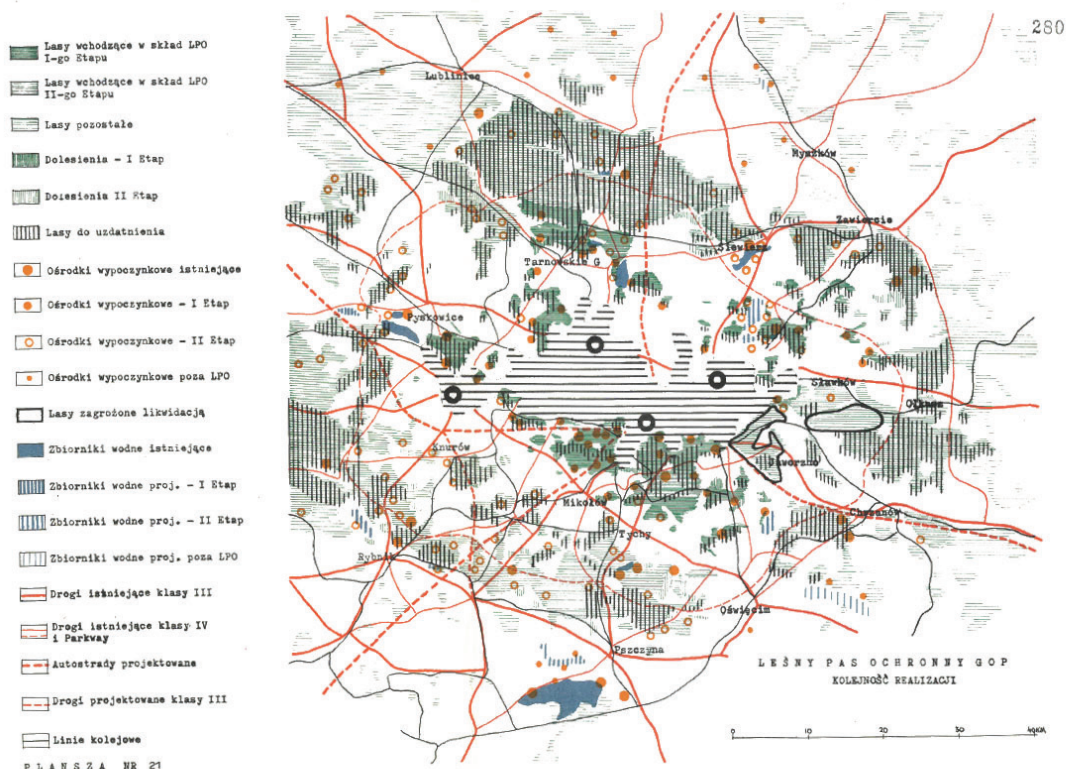 280
Lasy wchodzące w skład LPO
I-go Etapu
Lasy wchodzące w skład LPO
II-go Etapu
Lasy pozostałe
Dolesienia - I Etap
Dolesienia II Etap
Lasy do uzdatnienia
Ośrodki wypoczynkowe istniejące
Ośrodki wypoczynkowe - I Etap
Ośrodki wypoczynkowe - II Etap
Ośrodki wypoczynkowe poza LPO
Lasy zagrożone likwidacją
Zbiorniki wodne istniejące
Zbiorniki wodne proj. - I Etap
Zbiorniki wodne proj. - II Etap
Zbiorniki wodne proj. poza LPO
Drogi istniejące klasy III
Drogi istniejące klasy IV
i Parkway
Autostrady projektowane
Drogi projektowane klasy III
Linie kolejowe
PLANSZA NR 21
Lubliniec
Myszków
Zawiercie
Siewierz
Tarnowskie G
Pyskowice
Sławków
Olkusz
Knurów
Jaworzno
Mikołów
Chrzanów
Tychy
Rybnik
Oświęcim
Pszczyna
LEŚNY PAS OCHRONNY GOP
KOLEJNOŚĆ REALIZACJI
0 10 20 30 40KM